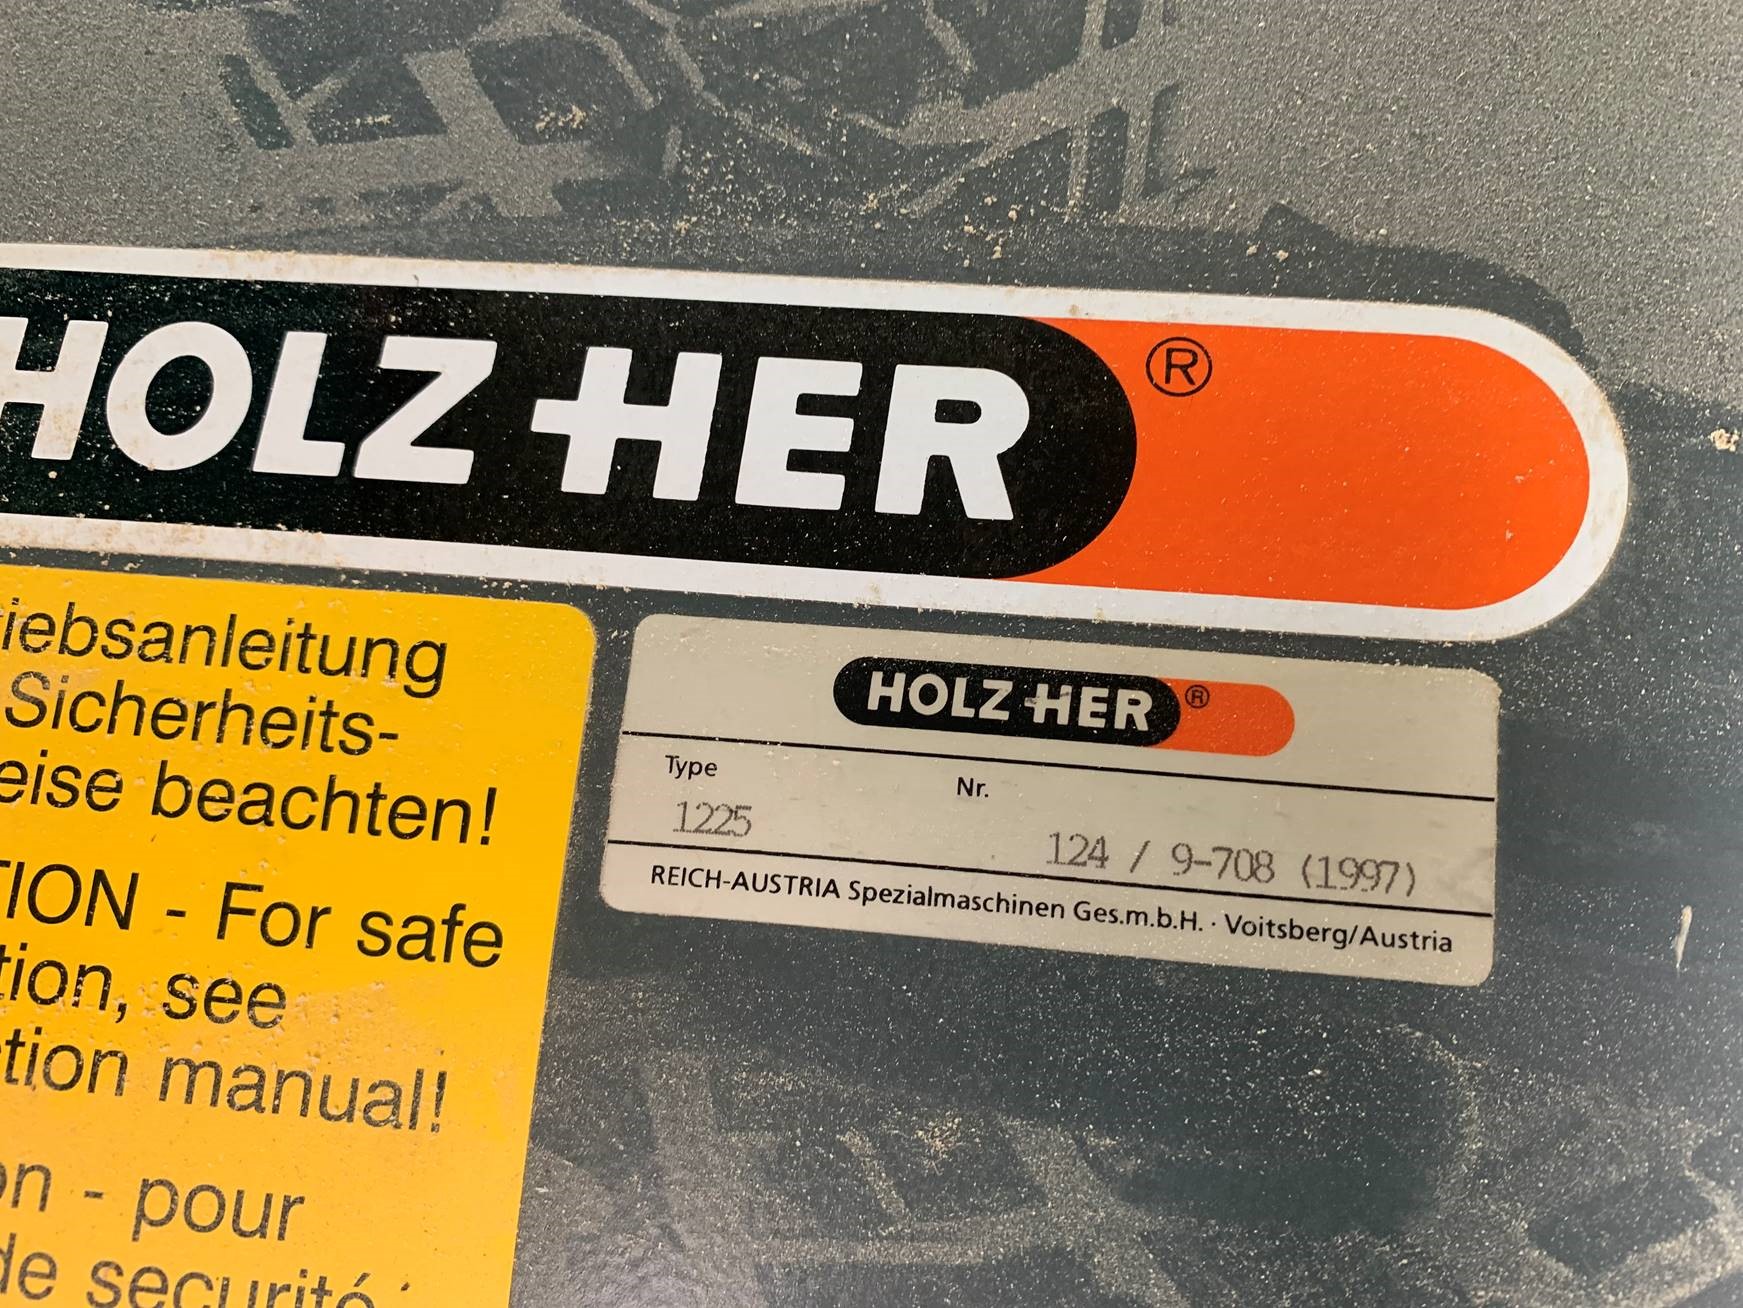 HOLZ HER ®
iebsanleitung
Sicherheits-
eise beachten!
TION - For safe
tion, see
ction manual!
on - pour
de securité
HOLZ HER ®
Type Nr.
1225 124 / 9-708 (1997)
REICH-AUSTRIA Spezialmaschinen Ges.m.b.H. · Voitsberg/Austria